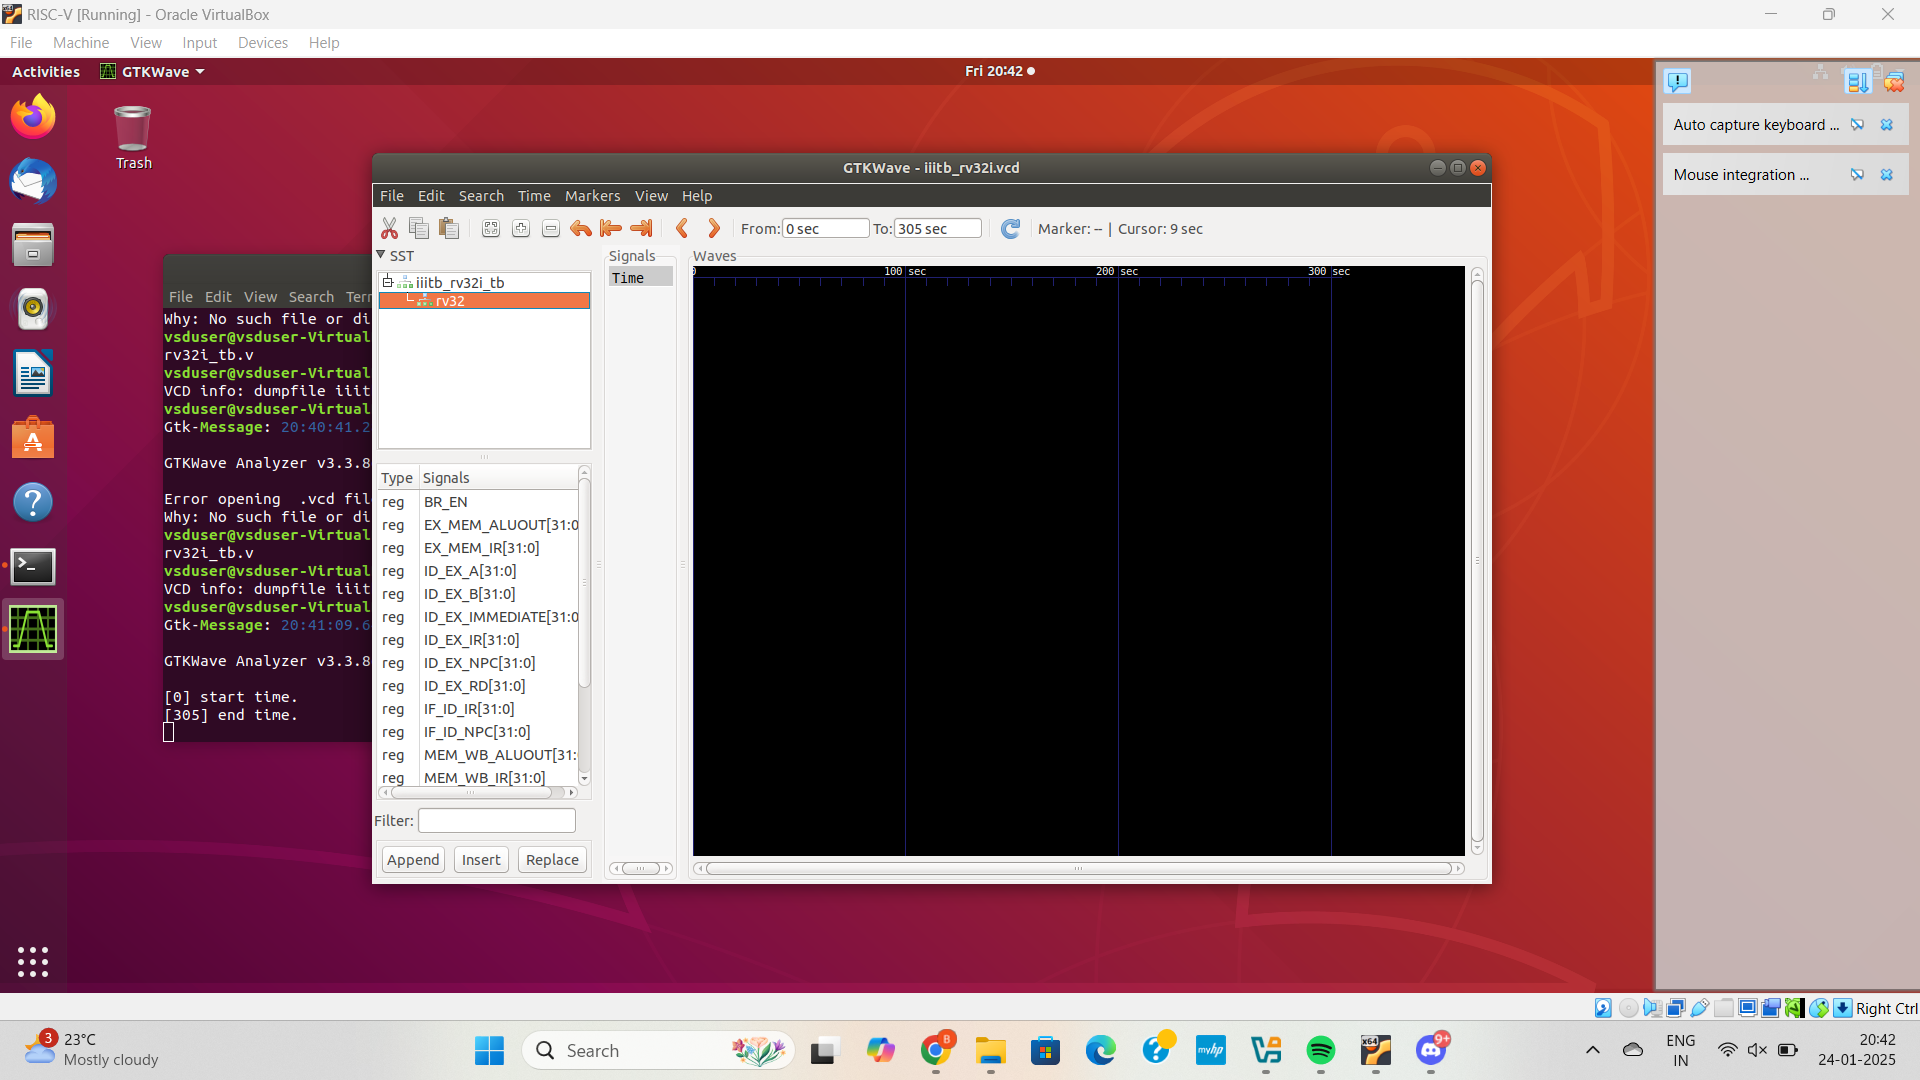 RISC-V [Running] - Oracle VirtualBox
File Machine View Input Devices Help
Activities GTKWave Fri 20:42
Trash
Auto capture keyboard ...
Mouse integration ...
GTKWave - iiitb_rv32i.vcd
File Edit Search Time Markers View Help
From: 0 sec To: 305 sec Marker: -- | Cursor: 9 sec
SST
iiitb_rv32i_tb
rv32
Signals
Time
Waves
0 100 sec 200 sec 300 sec
Type Signals
reg BR_EN
reg EX_MEM_ALUOUT[31:0
reg EX_MEM_IR[31:0]
reg ID_EX_A[31:0]
reg ID_EX_B[31:0]
reg ID_EX_IMMEDIATE[31:0
reg ID_EX_IR[31:0]
reg ID_EX_NPC[31:0]
reg ID_EX_RD[31:0]
reg IF_ID_IR[31:0]
reg IF_ID_NPC[31:0]
reg MEM_WB_ALUOUT[31:
reg MEM_WB_IR[31:0]
Filter:
Append Insert Replace
File Edit View Search Terr
Why: No such file or di
vsduser@vsduser-Virtual
rv32i_tb.v
vsduser@vsduser-Virtual
VCD info: dumpfile iiit
vsduser@vsduser-Virtual
Gtk-Message: 20:40:41.2
GTKWave Analyzer v3.3.8
Error opening .vcd fil
Why: No such file or di
vsduser@vsduser-Virtual
rv32i_tb.v
vsduser@vsduser-Virtual
VCD info: dumpfile iiit
vsduser@vsduser-Virtual
Gtk-Message: 20:41:09.6
GTKWave Analyzer v3.3.8
[0] start time.
[305] end time.
Right Ctrl
3
23°C
Mostly cloudy
Search
B
myhp
x64
9+
ENG
IN
20:42
24-01-2025